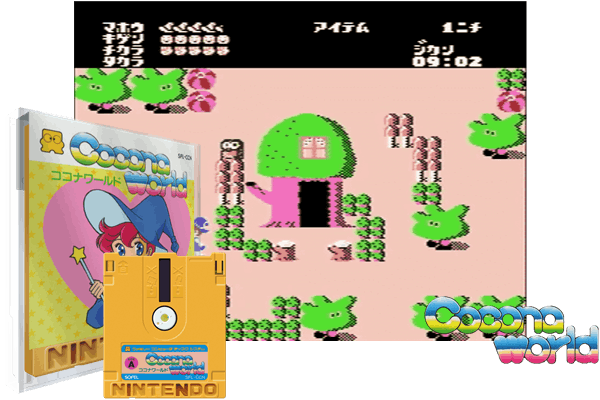 マホウ
キゲン
チカラ
タカラ
アイテム
1ニチ
ジカン
09:02
Cocona
world
ココナワールド
NINTENDO
A
Cocona
world
ココナワールド
SOFEL
NINTENDO
Cocona
world